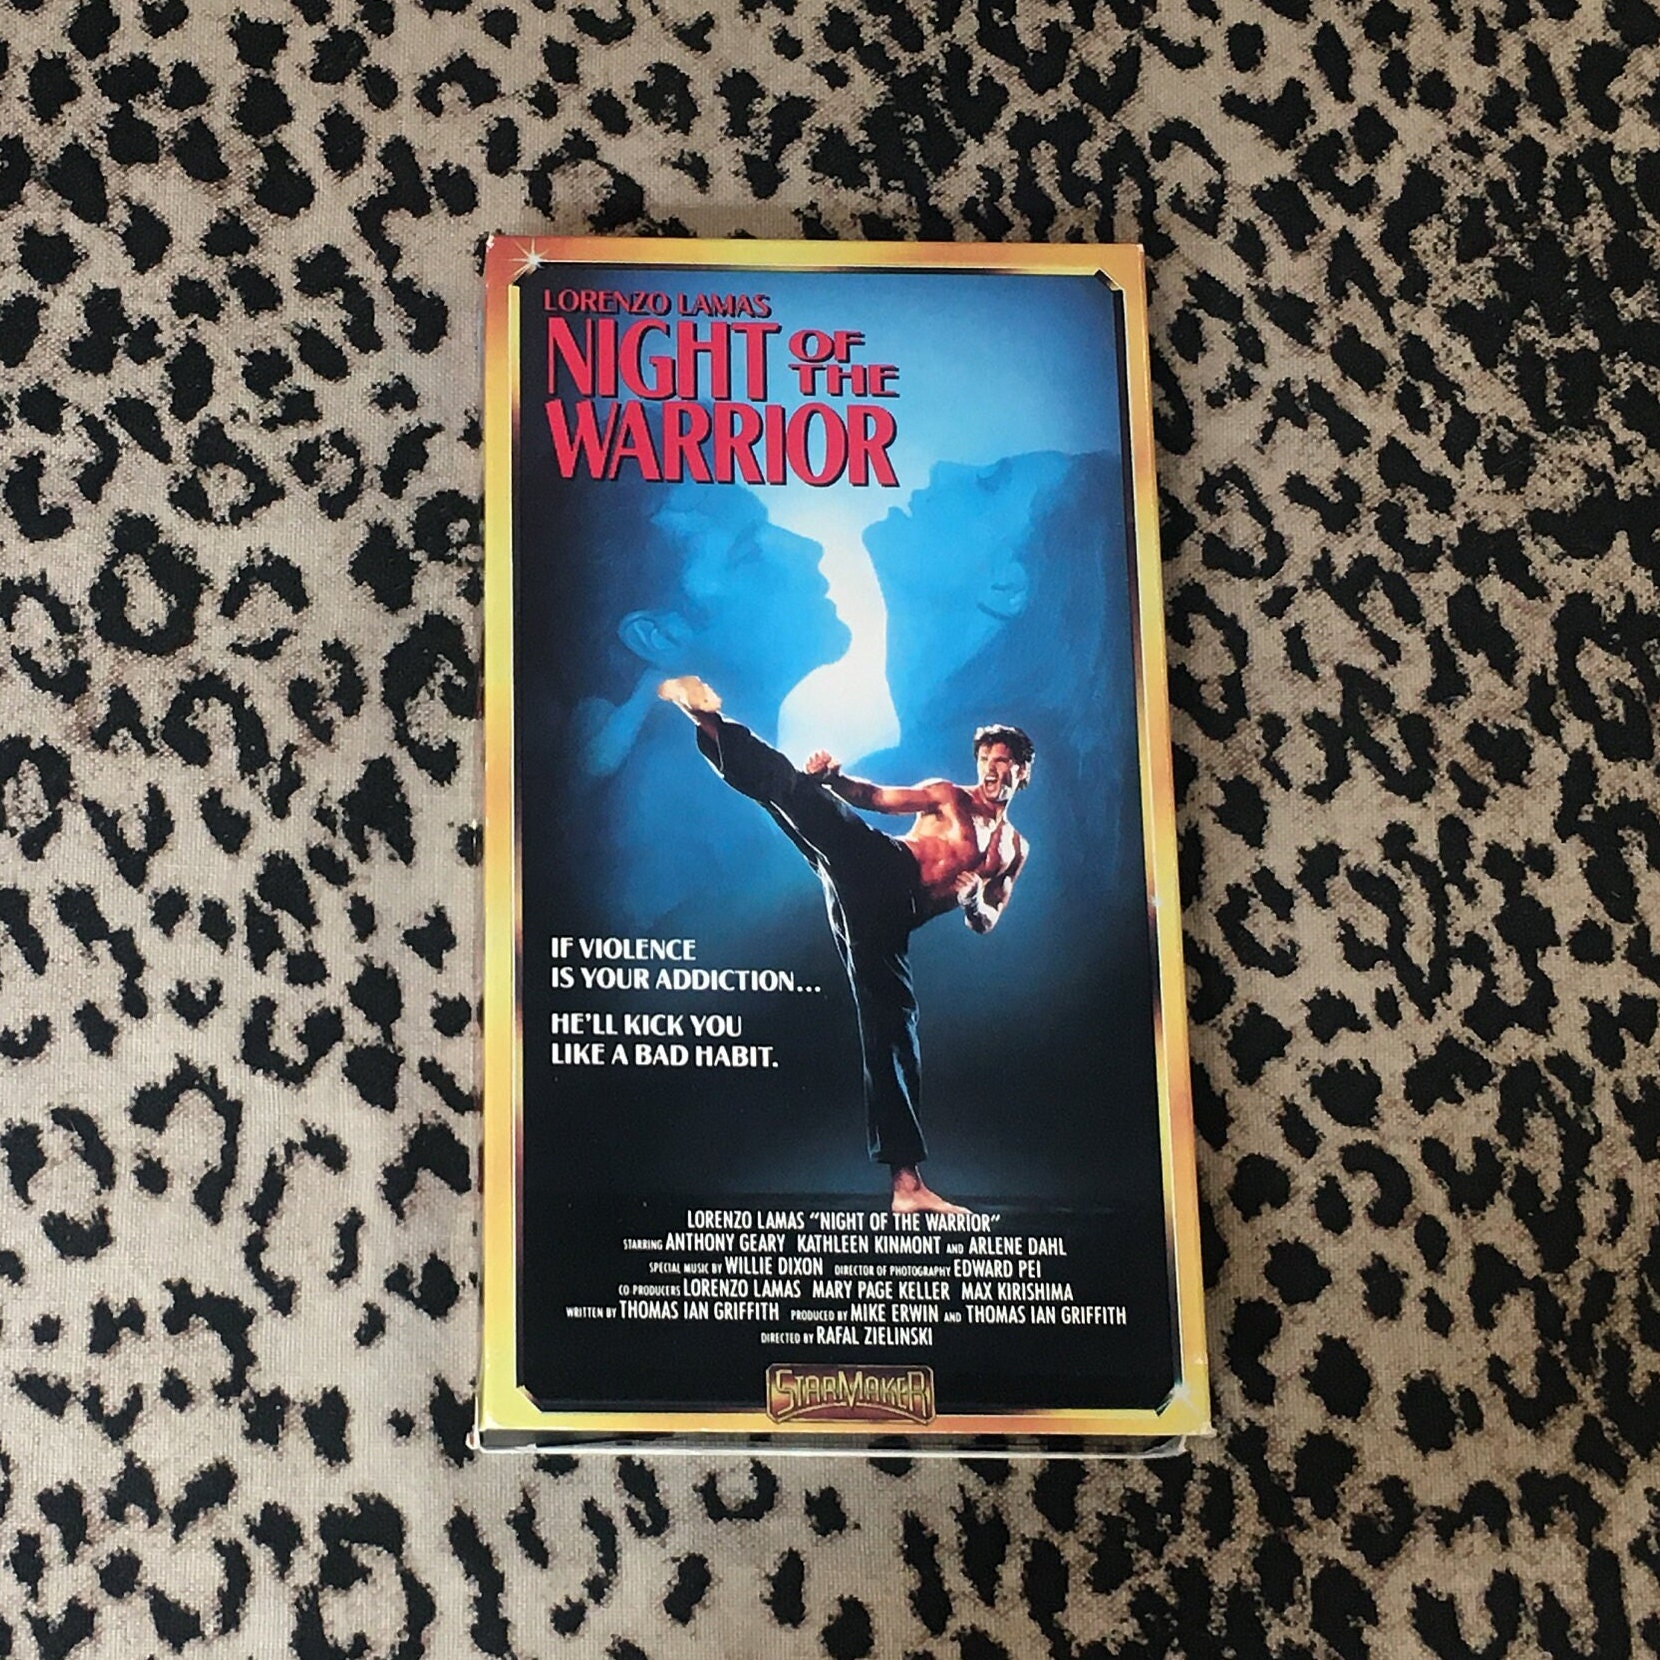 LORENZO LAMAS
NIGHT OF THE
WARRIOR
IF VIOLENCE
IS YOUR ADDICTION...
HE'LL KICK YOU
LIKE A BAD HABIT.
LORENZO LAMAS "NIGHT OF THE WARRIOR"
STARRING ANTHONY GEARY KATHLEEN KINMONT AND ARLENE DAHL
SPECIAL MUSIC BY WILLIE DIXON DIRECTOR OF PHOTOGRAPHY EDWARD PEI
CO PRODUCERS LORENZO LAMAS MARY PAGE KELLER MAX KIRISHIMA
WRITTEN BY THOMAS IAN GRIFFITH PRODUCED BY MIKE ERWIN AND THOMAS IAN GRIFFITH
DIRECTED BY RAFAL ZIELINSKI
STARMAKER